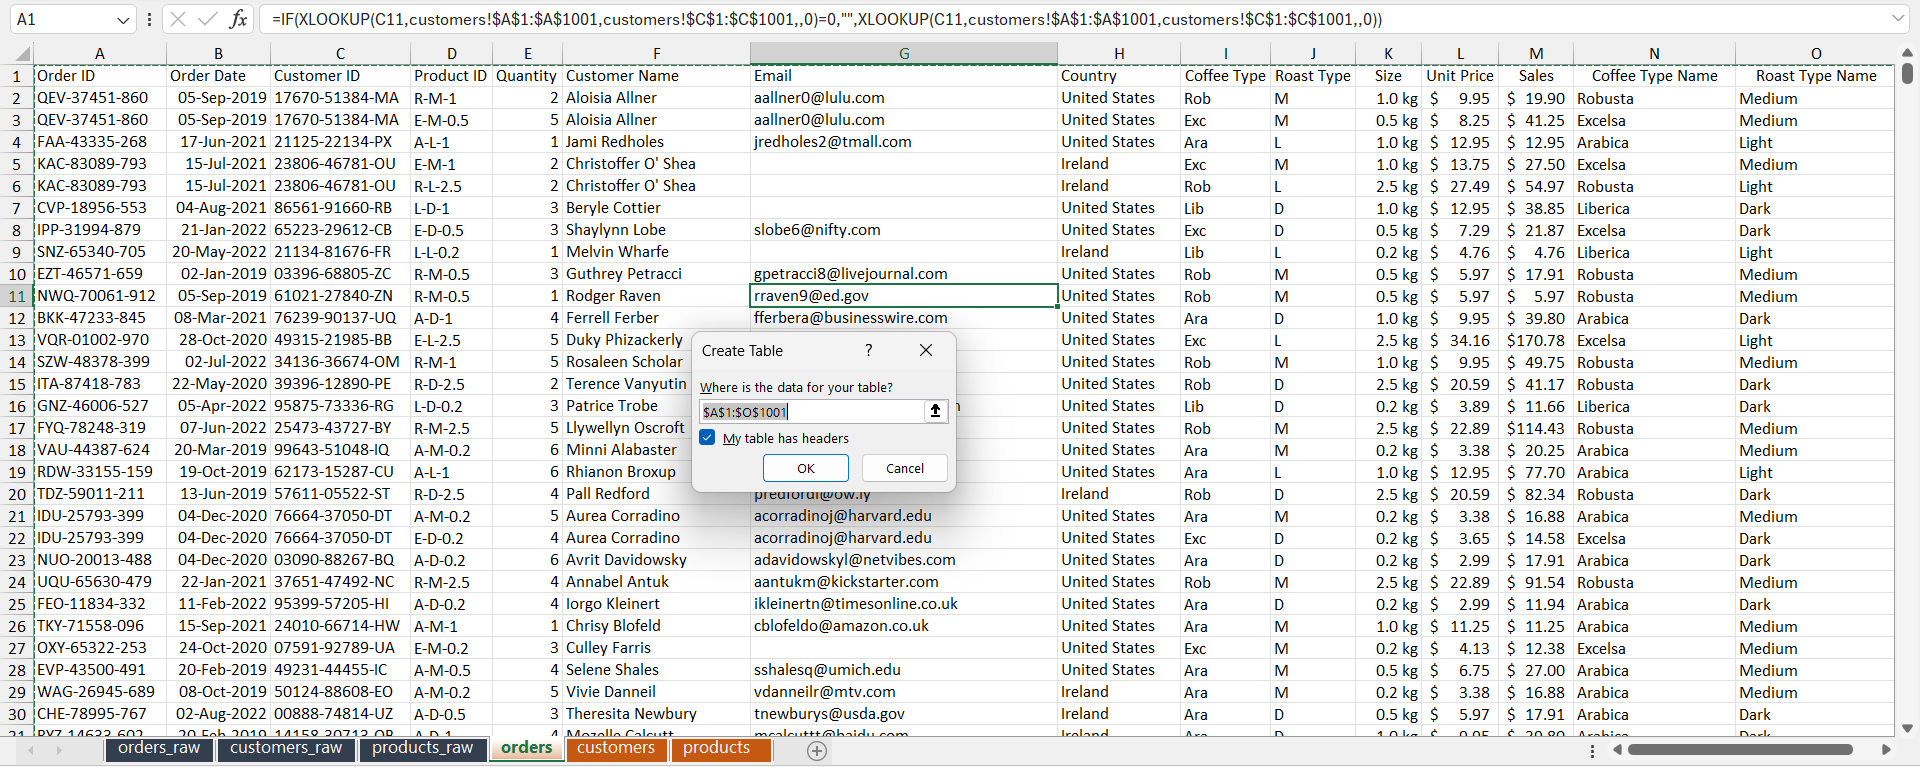 A1 =IF(XLOOKUP(C11,customers!$A$1:$A$1001,customers!$C$1:$C$1001,,0)=0,"",XLOOKUP(C11,customers!$A$1:$A$1001,customers!$C$1:$C$1001,,0))
A B C D E F G H I J K L M N O
1 Order ID Order Date Customer ID Product ID Quantity Customer Name Email Country Coffee Type Roast Type Size Unit Price Sales Coffee Type Name Roast Type Name
2 QEV-37451-860 05-Sep-2019 17670-51384-MA R-M-1 2 Aloisia Allner aallner0@lulu.com United States Rob M 1.0 kg $ 9.95 $ 19.90 Robusta Medium
3 QEV-37451-860 05-Sep-2019 17670-51384-MA E-M-0.5 5 Aloisia Allner aallner0@lulu.com United States Exc M 0.5 kg $ 8.25 $ 41.25 Excelsa Medium
4 FAA-43335-268 17-Jun-2021 21125-22134-PX A-L-1 1 Jami Redholes jredholes2@tmall.com United States Ara L 1.0 kg $ 12.95 $ 12.95 Arabica Light
5 KAC-83089-793 15-Jul-2021 23806-46781-OU E-M-1 2 Christoffer O' Shea Ireland Exc M 1.0 kg $ 13.75 $ 27.50 Excelsa Medium
6 KAC-83089-793 15-Jul-2021 23806-46781-OU R-L-2.5 2 Christoffer O' Shea Ireland Rob L 2.5 kg $ 27.49 $ 54.97 Robusta Light
7 CVP-18956-553 04-Aug-2021 86561-91660-RB L-D-1 3 Beryle Cottier United States Lib D 1.0 kg $ 12.95 $ 38.85 Liberica Dark
8 IPP-31994-879 21-Jan-2022 65223-29612-CB E-D-0.5 3 Shaylynn Lobe slobe6@nifty.com United States Exc D 0.5 kg $ 7.29 $ 21.87 Excelsa Dark
9 SNZ-65340-705 20-May-2022 21134-81676-FR L-L-0.2 1 Melvin Wharfe Ireland Lib L 0.2 kg $ 4.76 $ 4.76 Liberica Light
10 EZT-46571-659 02-Jan-2019 03396-68805-ZC R-M-0.5 3 Guthrey Petracci gpetracci8@livejournal.com United States Rob M 0.5 kg $ 5.97 $ 17.91 Robusta Medium
11 NWQ-70061-912 05-Sep-2019 61021-27840-ZN R-M-0.5 1 Rodger Raven rraven9@ed.gov United States Rob M 0.5 kg $ 5.97 $ 5.97 Robusta Medium
12 BKK-47233-845 08-Mar-2021 76239-90137-UQ A-D-1 4 Ferrell Ferber fferbera@businesswire.com United States Ara D 1.0 kg $ 9.95 $ 39.80 Arabica Dark
13 VQR-01002-970 28-Oct-2020 49315-21985-BB E-L-2.5 5 Duky Phizackerly United States Exc L 2.5 kg $ 34.16 $170.78 Excelsa Light
14 SZW-48378-399 02-Jul-2022 34136-36674-OM R-M-1 5 Rosaleen Scholar United States Rob M 1.0 kg $ 9.95 $ 49.75 Robusta Medium
15 ITA-87418-783 22-May-2020 39396-12890-PE R-D-2.5 2 Terence Vanyutin United States Rob D 2.5 kg $ 20.59 $ 41.17 Robusta Dark
16 GNZ-46006-527 05-Apr-2022 95875-73336-RG L-D-0.2 3 Patrice Trobe United States Lib D 0.2 kg $ 3.89 $ 11.66 Liberica Dark
17 FYQ-78248-319 07-Jun-2022 25473-43727-BY R-M-2.5 5 Llywellyn Oscroft United States Rob M 2.5 kg $ 22.89 $114.43 Robusta Medium
18 VAU-44387-624 20-Mar-2019 99643-51048-IQ A-M-0.2 6 Minni Alabaster United States Ara M 0.2 kg $ 3.38 $ 20.25 Arabica Medium
19 RDW-33155-159 19-Oct-2019 62173-15287-CU A-L-1 6 Rhianon Broxup United States Ara L 1.0 kg $ 12.95 $ 77.70 Arabica Light
20 TDZ-59011-211 13-Jun-2019 57611-05522-ST R-D-2.5 4 Pall Redford predfordi@ow.ly Ireland Rob D 2.5 kg $ 20.59 $ 82.34 Robusta Dark
21 IDU-25793-399 04-Dec-2020 76664-37050-DT A-M-0.2 5 Aurea Corradino acorradinoj@harvard.edu United States Ara M 0.2 kg $ 3.38 $ 16.88 Arabica Medium
22 IDU-25793-399 04-Dec-2020 76664-37050-DT E-D-0.2 4 Aurea Corradino acorradinoj@harvard.edu United States Exc D 0.2 kg $ 3.65 $ 14.58 Excelsa Dark
23 NUO-20013-488 04-Dec-2020 03090-88267-BQ A-D-0.2 6 Avrit Davidowsky adavidowskyl@netvibes.com United States Ara D 0.2 kg $ 2.99 $ 17.91 Arabica Dark
24 UQU-65630-479 22-Jan-2021 37651-47492-NC R-M-2.5 4 Annabel Antuk aantukm@kickstarter.com United States Rob M 2.5 kg $ 22.89 $ 91.54 Robusta Medium
25 FEO-11834-332 11-Feb-2022 95399-57205-HI A-D-0.2 4 Iorgo Kleinert ikleinertn@timesonline.co.uk United States Ara D 0.2 kg $ 2.99 $ 11.94 Arabica Dark
26 TKY-71558-096 15-Sep-2021 24010-66714-HW A-M-1 1 Chrisy Blofeld cblofeldo@amazon.co.uk United States Ara M 1.0 kg $ 11.25 $ 11.25 Arabica Medium
27 OXY-65322-253 24-Oct-2020 07591-92789-UA E-M-0.2 3 Culley Farris United States Exc M 0.2 kg $ 4.13 $ 12.38 Excelsa Medium
28 EVP-43500-491 20-Feb-2019 49231-44455-IC A-M-0.5 4 Selene Shales sshalesq@umich.edu United States Ara M 0.5 kg $ 6.75 $ 27.00 Arabica Medium
29 WAG-26945-689 08-Oct-2019 50124-88608-EO A-M-0.2 5 Vivie Danneil vdanneilr@mtv.com Ireland Ara M 0.2 kg $ 3.38 $ 16.88 Arabica Medium
30 CHE-78995-767 02-Aug-2022 00888-74814-UZ A-D-0.5 3 Theresita Newbury tnewburys@usda.gov Ireland Ara D 0.5 kg $ 5.97 $ 17.91 Arabica Dark
Create Table ?
Where is the data for your table?
$A$1:$O$1001
My table has headers
OK Cancel
orders_raw customers_raw products_raw orders customers products